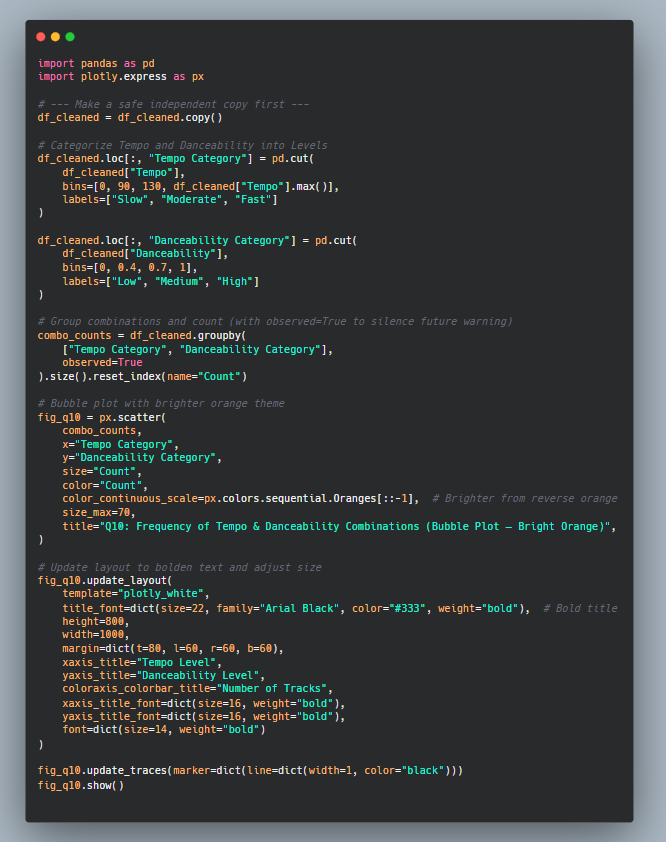 import pandas as pd
import plotly.express as px

# --- Make a safe independent copy first ---
df_cleaned = df_cleaned.copy()

# Categorize Tempo and Danceability into Levels
df_cleaned.loc[:, "Tempo Category"] = pd.cut(
    df_cleaned["Tempo"],
    bins=[0, 90, 130, df_cleaned["Tempo"].max()],
    labels=["Slow", "Moderate", "Fast"]
)

df_cleaned.loc[:, "Danceability Category"] = pd.cut(
    df_cleaned["Danceability"],
    bins=[0, 0.4, 0.7, 1],
    labels=["Low", "Medium", "High"]
)

# Group combinations and count (with observed=True to silence future warning)
combo_counts = df_cleaned.groupby(
    ["Tempo Category", "Danceability Category"],
    observed=True
).size().reset_index(name="Count")

# Bubble plot with brighter orange theme
fig_q10 = px.scatter(
    combo_counts,
    x="Tempo Category",
    y="Danceability Category",
    size="Count",
    color="Count",
    color_continuous_scale=px.colors.sequential.Oranges[::-1],  # Brighter from reverse orange
    size_max=70,
    title="Q10: Frequency of Tempo & Danceability Combinations (Bubble Plot – Bright Orange)",
)

# Update layout to bolden text and adjust size
fig_q10.update_layout(
    template="plotly_white",
    title_font=dict(size=22, family="Arial Black", color="#333", weight="bold"),  # Bold title
    height=800,
    width=1000,
    margin=dict(t=80, l=60, r=60, b=60),
    xaxis_title="Tempo Level",
    yaxis_title="Danceability Level",
    coloraxis_colorbar_title="Number of Tracks",
    xaxis_title_font=dict(size=16, weight="bold"),
    yaxis_title_font=dict(size=16, weight="bold"),
    font=dict(size=14, weight="bold")
)

fig_q10.update_traces(marker=dict(line=dict(width=1, color="black")))
fig_q10.show()